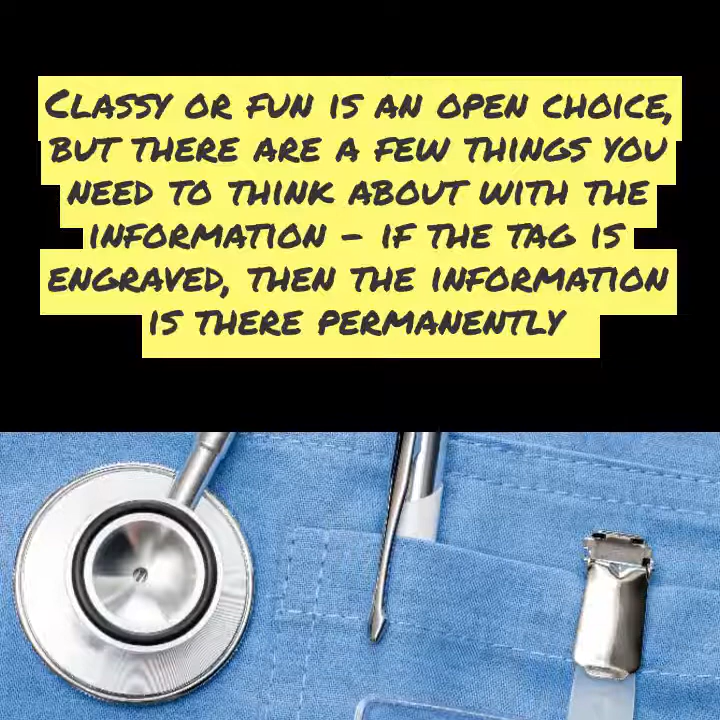 Classy or fun is an open choice,
but there are a few things you
need to think about with the
information - if the tag is
engraved, then the information
is there permanently